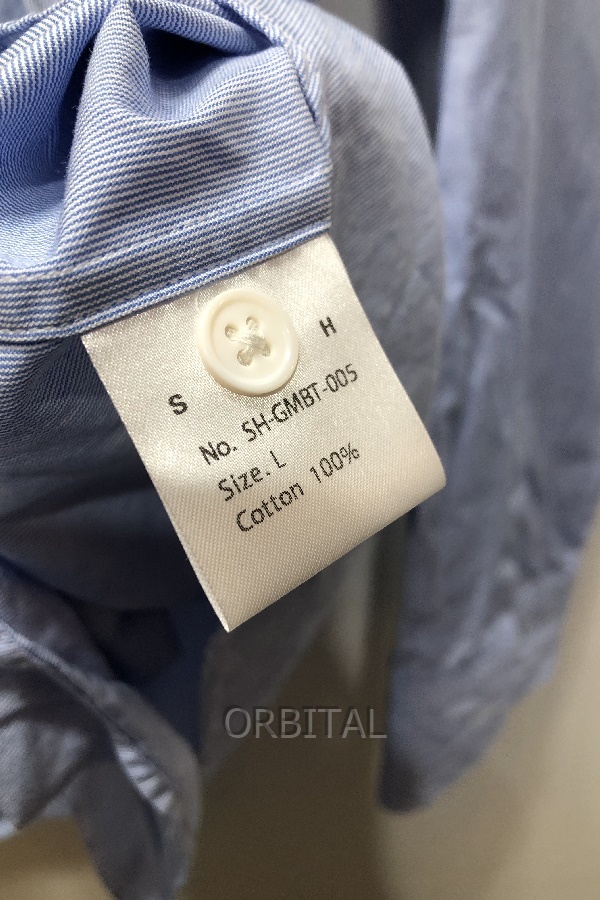 S H
No. SH-GMBT-005
Size. L
Cotton 100%
ORBITAL